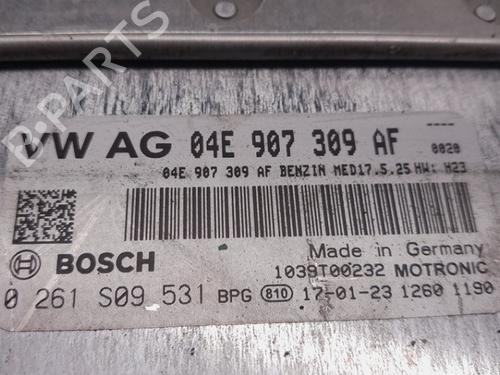 B-PARTS
VW AG 04E 907 309 AF 0020
04E 907 309 AF BENZIN MED17.5.25 HW: H23
BOSCH
Made in Germany
1039T00232 MOTRONIC
0 261 S09 531 BPG 810 17-01-23 1260 1190